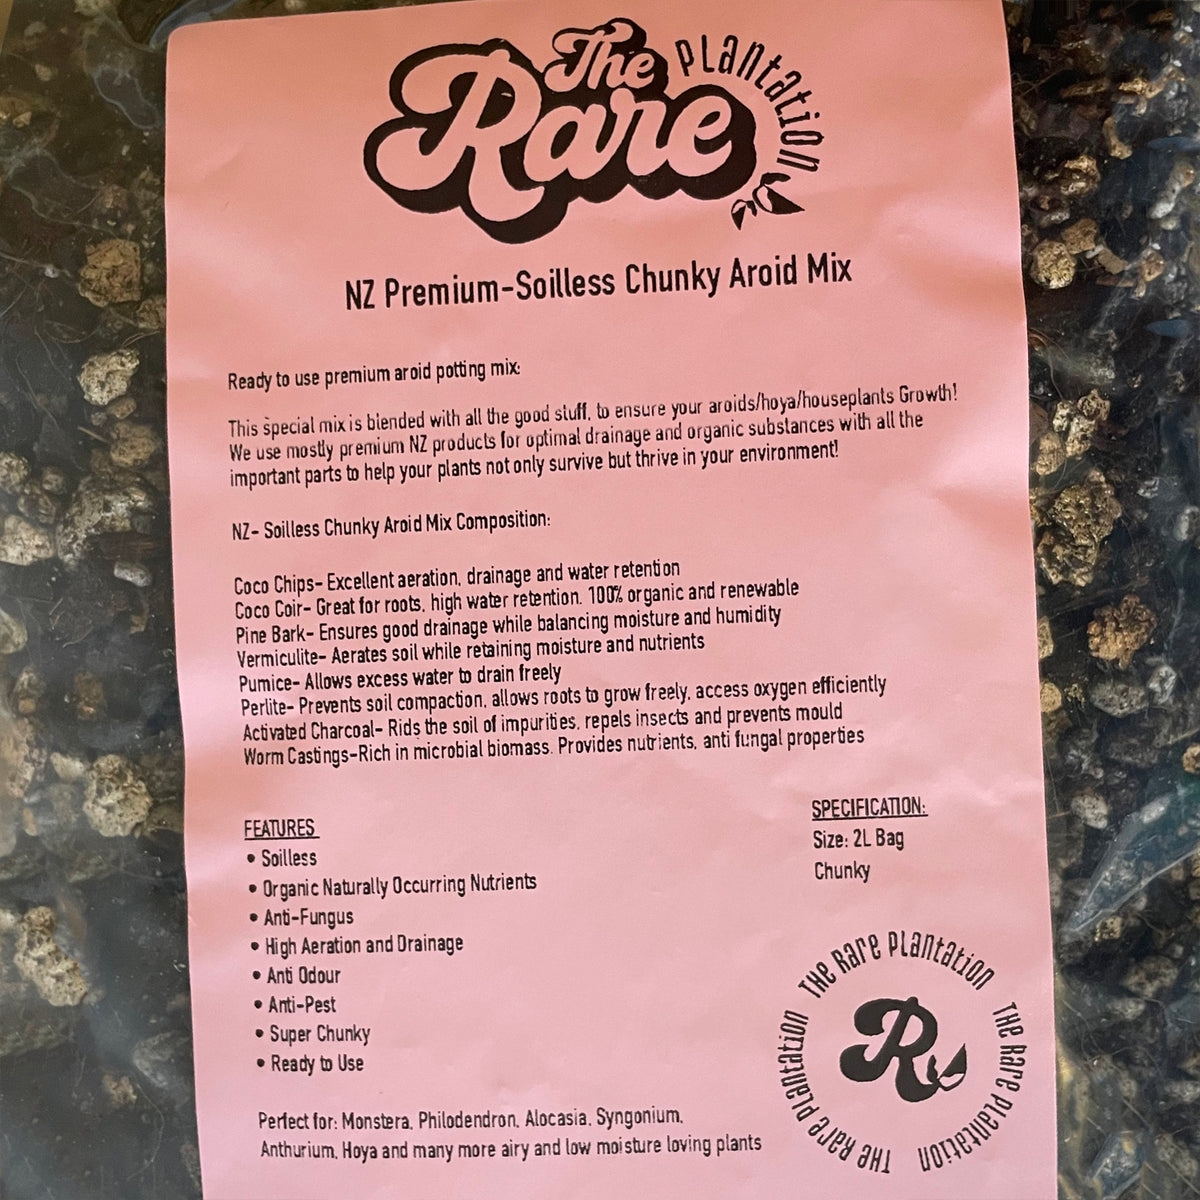 The Rare Plantation
NZ Premium-Soilless Chunky Aroid Mix
Ready to use premium aroid potting mix:
This special mix is blended with all the good stuff, to ensure your aroids/hoya/houseplants Growth!
We use mostly premium NZ products for optimal drainage and organic substances with all the
important parts to help your plants not only survive but thrive in your environment!
NZ- Soilless Chunky Aroid Mix Composition:
Coco Chips- Excellent aeration, drainage and water retention
Coco Coir- Great for roots, high water retention. 100% organic and renewable
Pine Bark- Ensures good drainage while balancing moisture and humidity
Vermiculite- Aerates soil while retaining moisture and nutrients
Pumice- Allows excess water to drain freely
Perlite- Prevents soil compaction, allows roots to grow freely, access oxygen efficiently
Activated Charcoal- Rids the soil of impurities, repels insects and prevents mould
Worm Castings-Rich in microbial biomass. Provides nutrients, anti fungal properties
FEATURES
• Soilless
• Organic Naturally Occurring Nutrients
• Anti-Fungus
• High Aeration and Drainage
• Anti Odour
• Anti-Pest
• Super Chunky
• Ready to Use
SPECIFICATION:
Size: 2L Bag
Chunky
Perfect for: Monstera, Philodendron, Alocasia, Syngonium,
Anthurium, Hoya and many more airy and low moisture loving plants
THE RARE PLANTATION
THE RARE PLANTATION
THE RARE PLANTATION
R